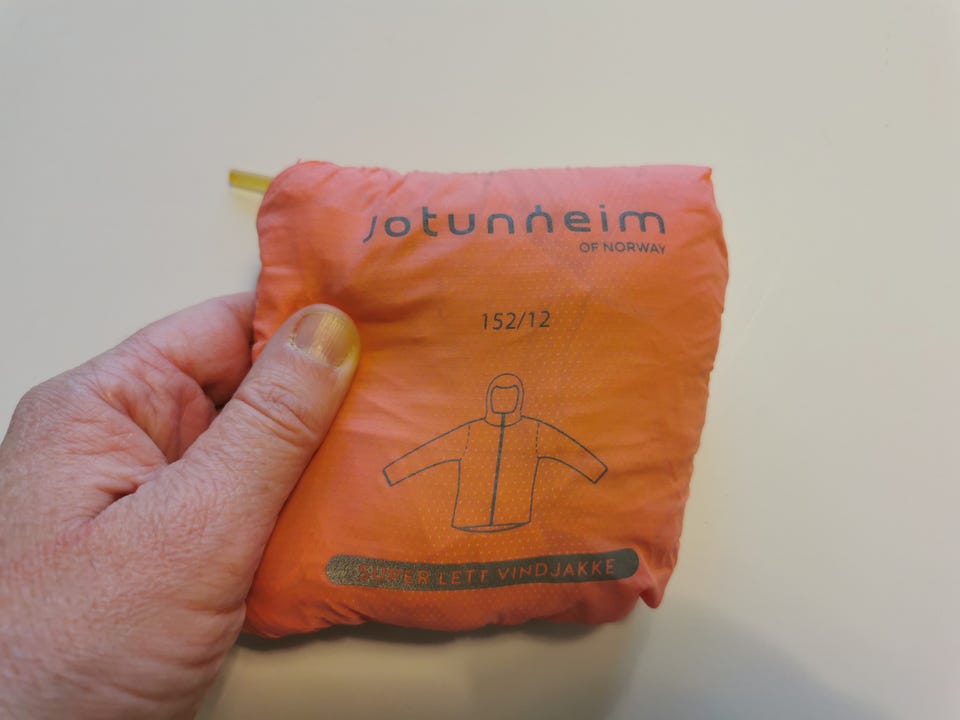 Jotunheim
OF NORWAY
152/12
SUPER LETT VINDJAKKE